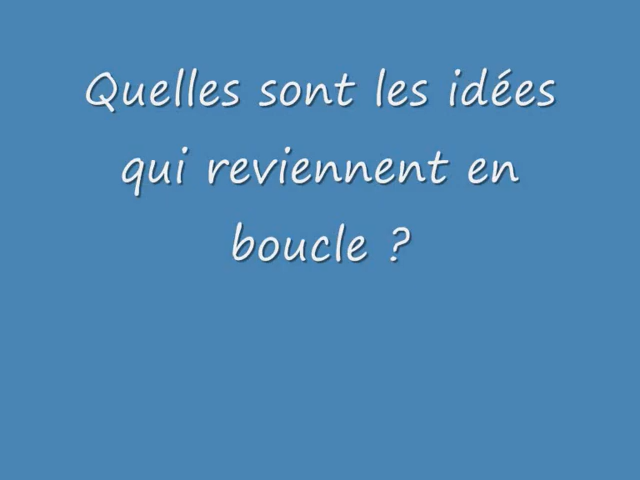 Quelles sont les idées
qui reviennent en
boucle ?